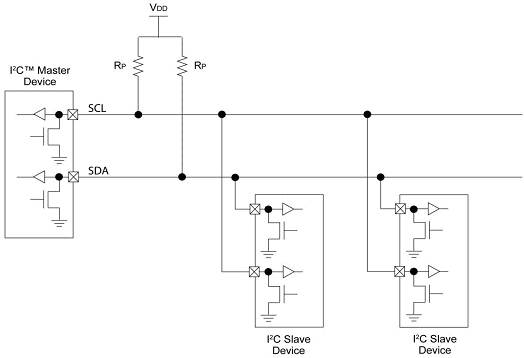 VDD
RP
RP
I²C™ Master
Device
SCL
SDA
I²C Slave
Device
I²C Slave
Device